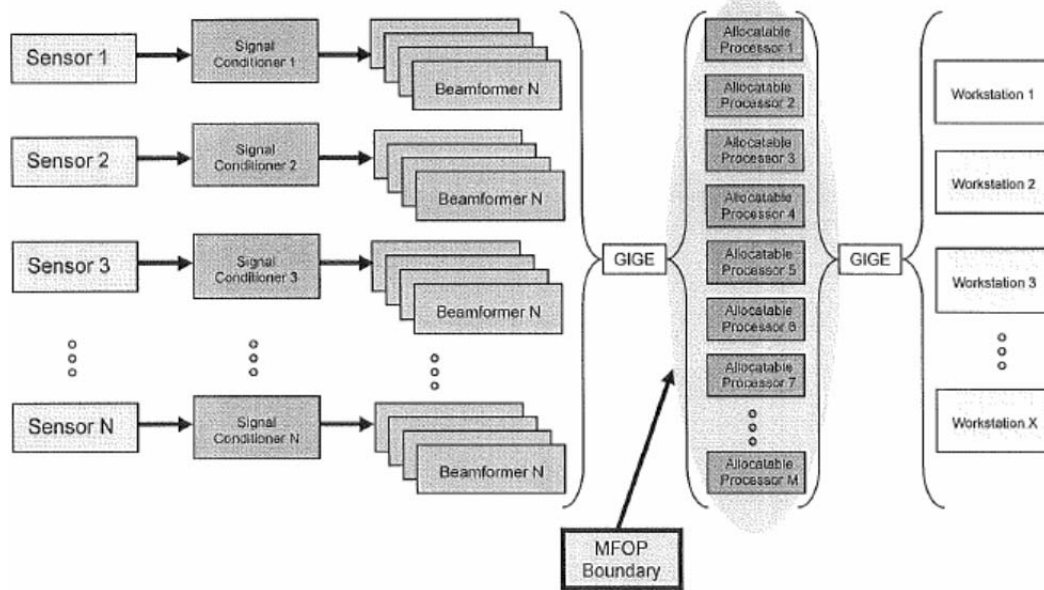 Sensor 1
Signal
Conditioner 1
Beamformer N
Sensor 2
Signal
Conditioner 2
Beamformer N
Sensor 3
Signal
Conditioner 3
Beamformer N
Sensor N
Signal
Conditioner N
Beamformer N
GIGE
Allocatable
Processor 1
Allocatable
Processor 2
Allocatable
Processor 3
Allocatable
Processor 4
Allocatable
Processor 5
Allocatable
Processor 6
Allocatable
Processor 7
Allocatable
Processor M
MFOP
Boundary
GIGE
Workstation 1
Workstation 2
Workstation 3
Workstation X